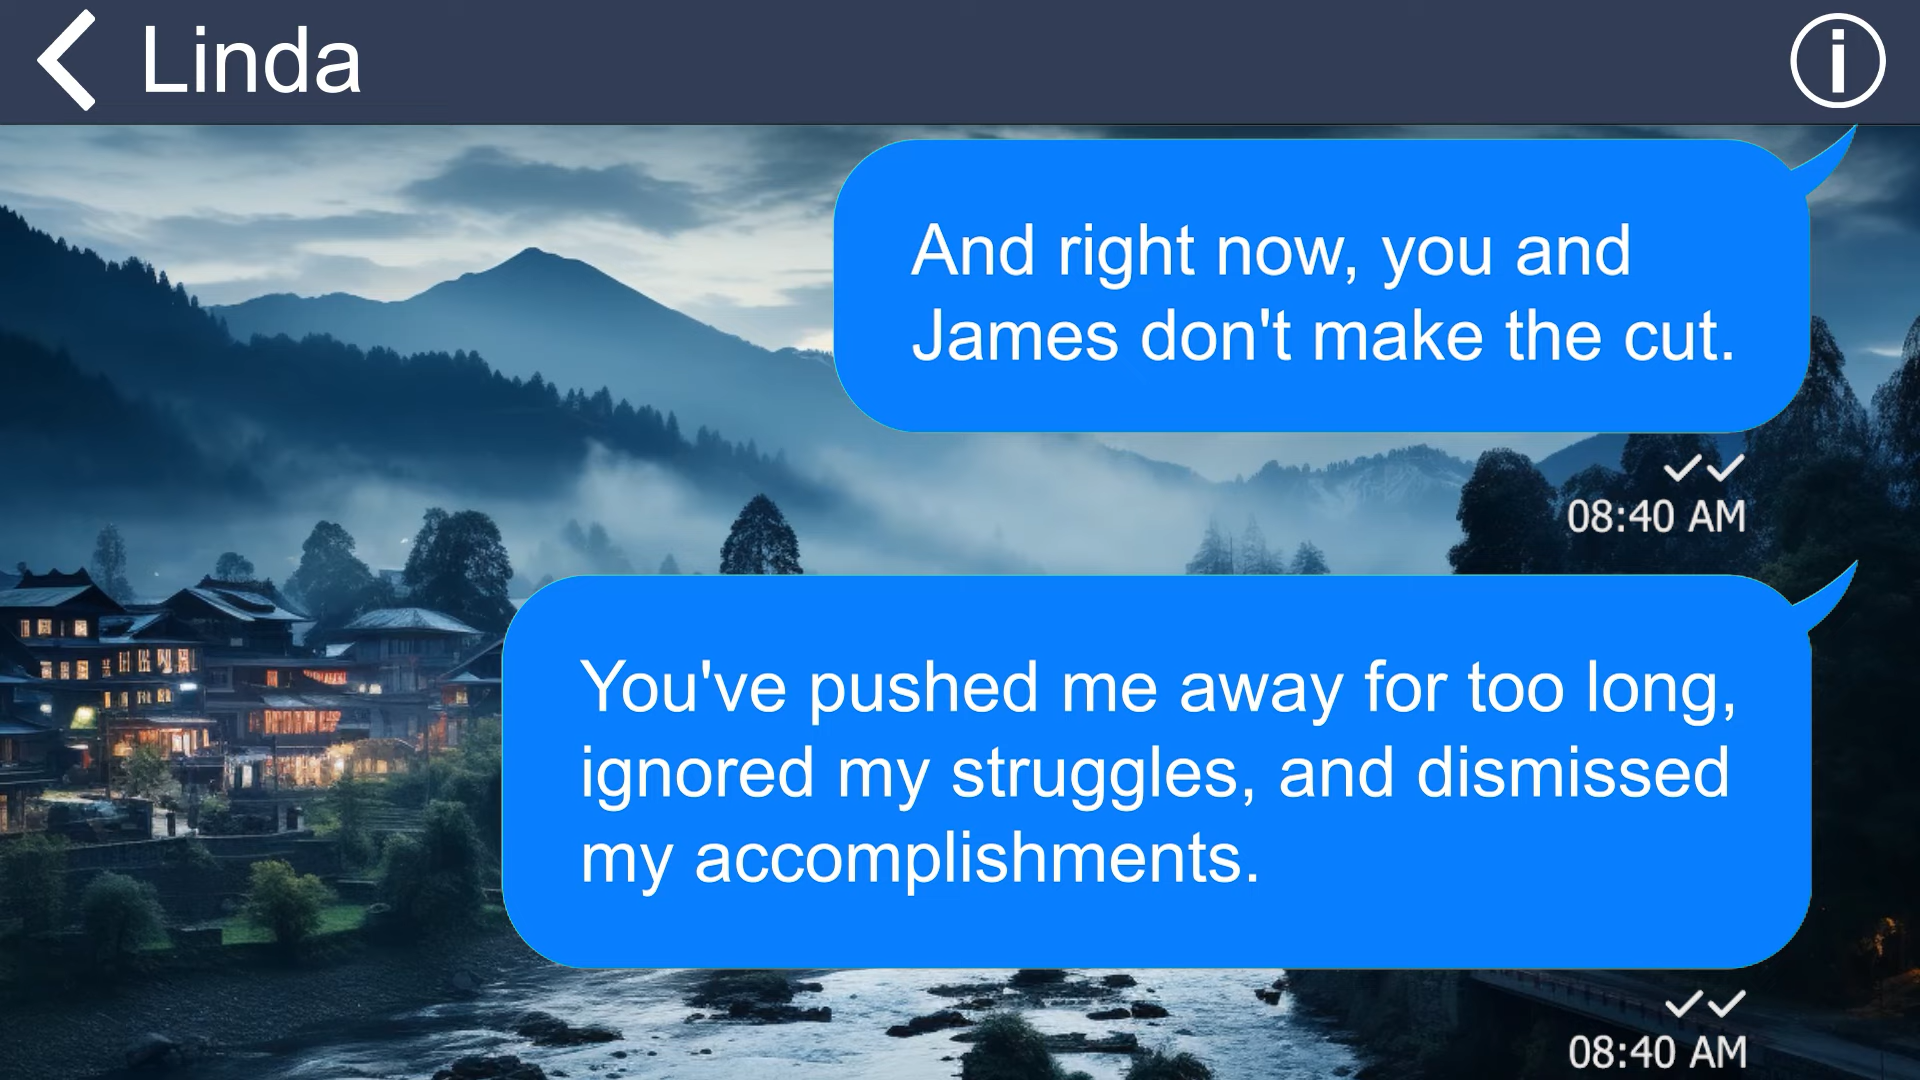 Linda
And right now, you and
James don't make the cut.
08:40 AM
You've pushed me away for too long,
ignored my struggles, and dismissed
my accomplishments.
08:40 AM